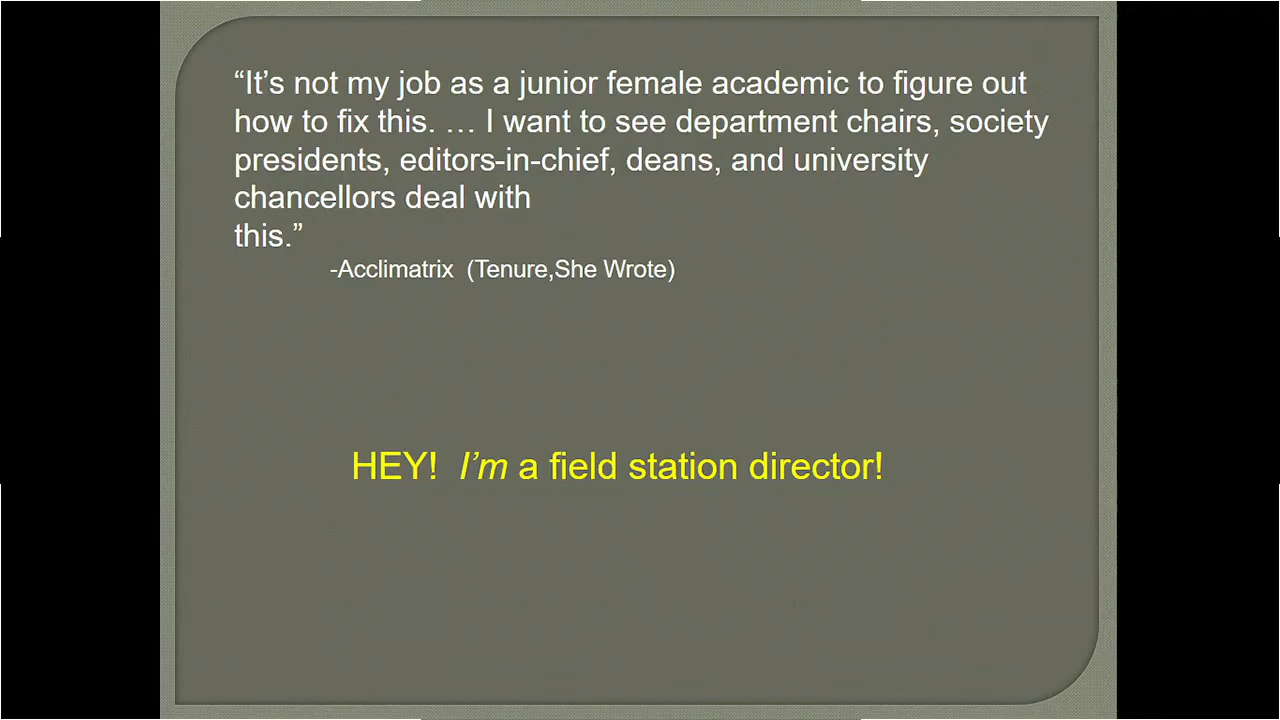 “It’s not my job as a junior female academic to figure out
how to fix this. … I want to see department chairs, society
presidents, editors-in-chief, deans, and university
chancellors deal with
this.”
-Acclimatrix  (Tenure,She Wrote)
HEY!  I’m a field station director!